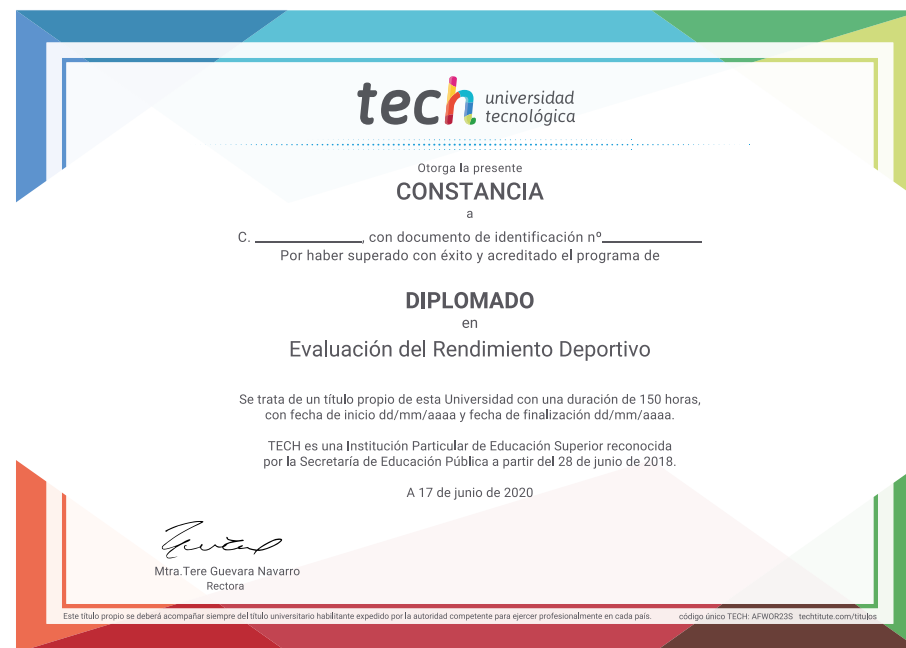 tech universidad
tecnológica
Otorga la presente
CONSTANCIA
a
C. ____________, con documento de identificación nº____________
Por haber superado con éxito y acreditado el programa de
DIPLOMADO
en
Evaluación del Rendimiento Deportivo
Se trata de un título propio de esta Universidad con una duración de 150 horas,
con fecha de inicio dd/mm/aaaa y fecha de finalización dd/mm/aaaa.
TECH es una Institución Particular de Educación Superior reconocida
por la Secretaría de Educación Pública a partir del 28 de junio de 2018.
A 17 de junio de 2020
Mtra.Tere Guevara Navarro
Rectora
Este título propio se deberá acompañar siempre del título universitario habilitante expedido por la autoridad competente para ejercer profesionalmente en cada país. código único TECH: AFWOR23S techtitute.com/titulos